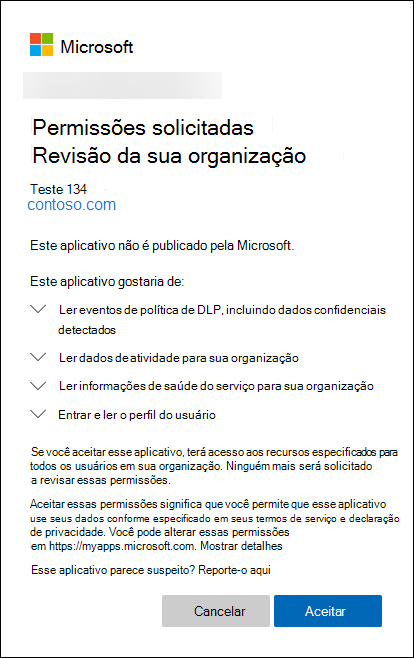 Microsoft
Permissões solicitadas
Revisão da sua organização
Teste 134
contoso.com
Este aplicativo não é publicado pela Microsoft.
Este aplicativo gostaria de:
Ler eventos de política de DLP, incluindo dados confidenciais
detectados
Ler dados de atividade para sua organização
Ler informações de saúde do serviço para sua organização
Entrar e ler o perfil do usuário
Se você aceitar esse aplicativo, terá acesso aos recursos especificados para
todos os usuários em sua organização. Ninguém mais será solicitado
a revisar essas permissões.
Aceitar essas permissões significa que você permite que esse aplicativo
use seus dados conforme especificado em seus termos de serviço e declaração
de privacidade. Você pode alterar essas permissões
em https://myapps.microsoft.com. Mostrar detalhes
Esse aplicativo parece suspeito? Reporte-o aqui
Cancelar
Aceitar